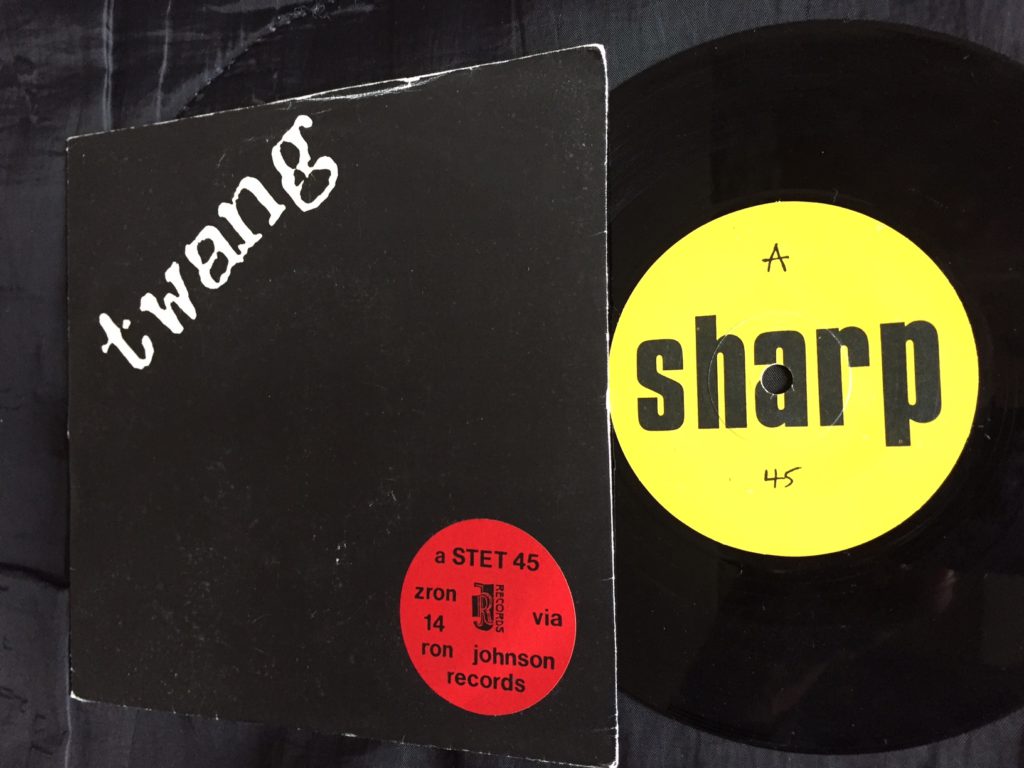 twang
a STET 45
zron
RECORDS
via
14
ron johnson
records
A
sharp
45